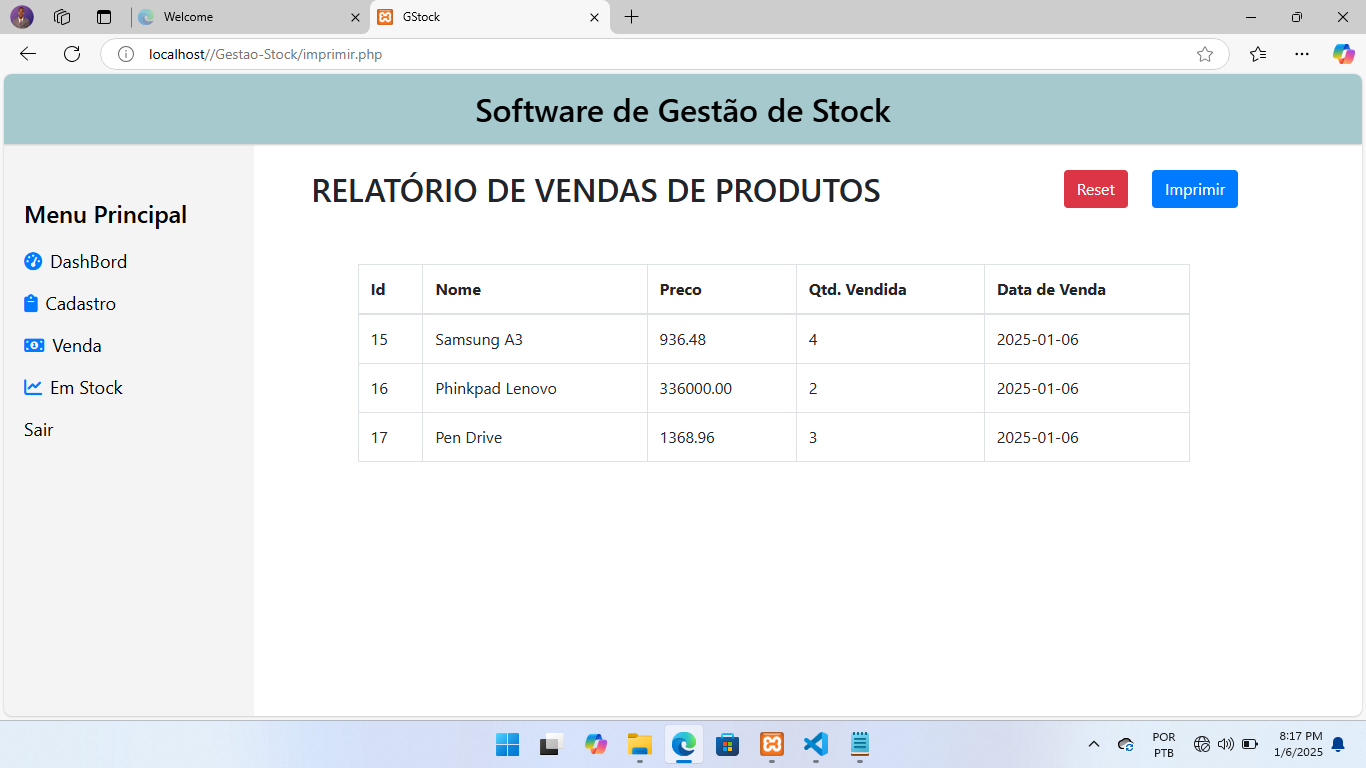 Welcome
GStock
localhost//Gestao-Stock/imprimir.php
Software de Gestão de Stock
Menu Principal
DashBord
Cadastro
Venda
Em Stock
Sair
RELATÓRIO DE VENDAS DE PRODUTOS
Reset
Imprimir
Id Nome Preco Qtd. Vendida Data de Venda
15 Samsung A3 936.48 4 2025-01-06
16 Phinkpad Lenovo 336000.00 2 2025-01-06
17 Pen Drive 1368.96 3 2025-01-06
POR
PTB
8:17 PM
1/6/2025